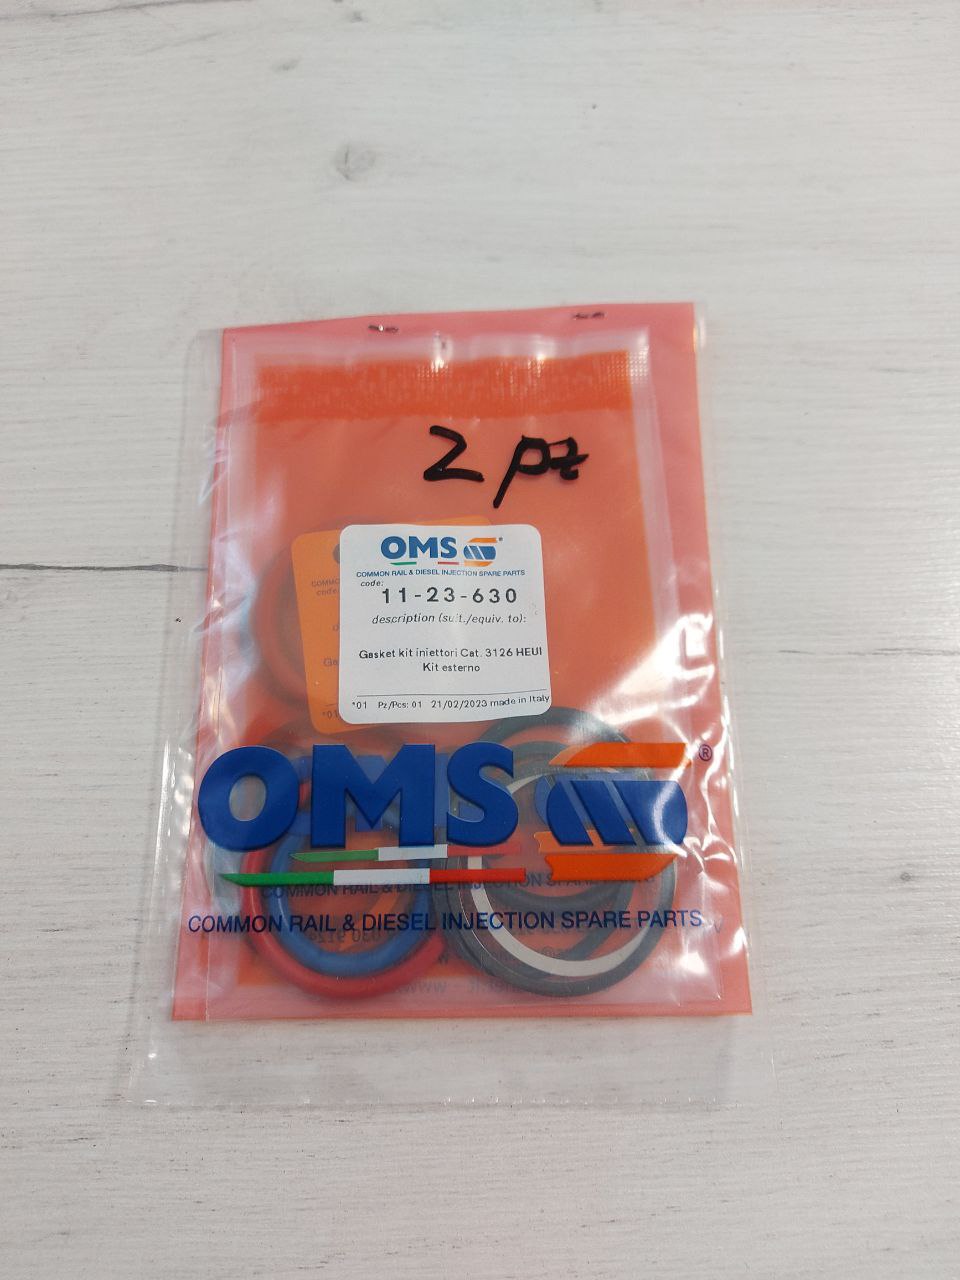 2 pz
OMS®
COMMON RAIL & DIESEL INJECTION SPARE PARTS
code:
11-23-630
description (suit./equiv. to):
Gasket kit iniettori Cat. 3126 HEUI
Kit esterno
*01 Pz/Pcs: 01 21/02/2023 made in Italy
OMS®
COMMON RAIL & DIESEL INJECTION SPARE PARTS